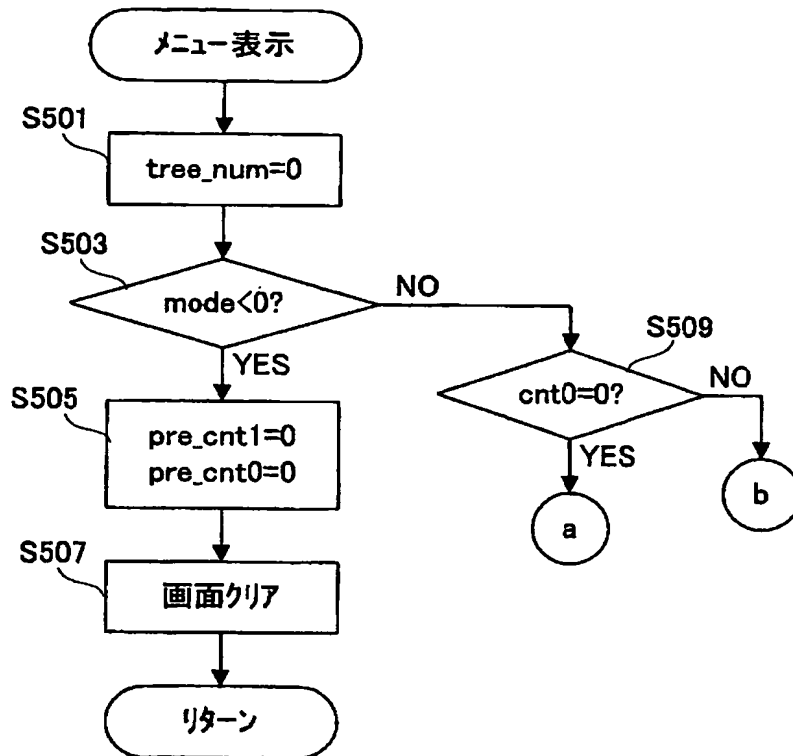 メニュー表示
S501
tree_num=0
S503
mode<0?
NO
YES
S509
cnt0=0?
NO
YES
S505
pre_cnt1=0
pre_cnt0=0
a
b
S507
画面クリア
リターン